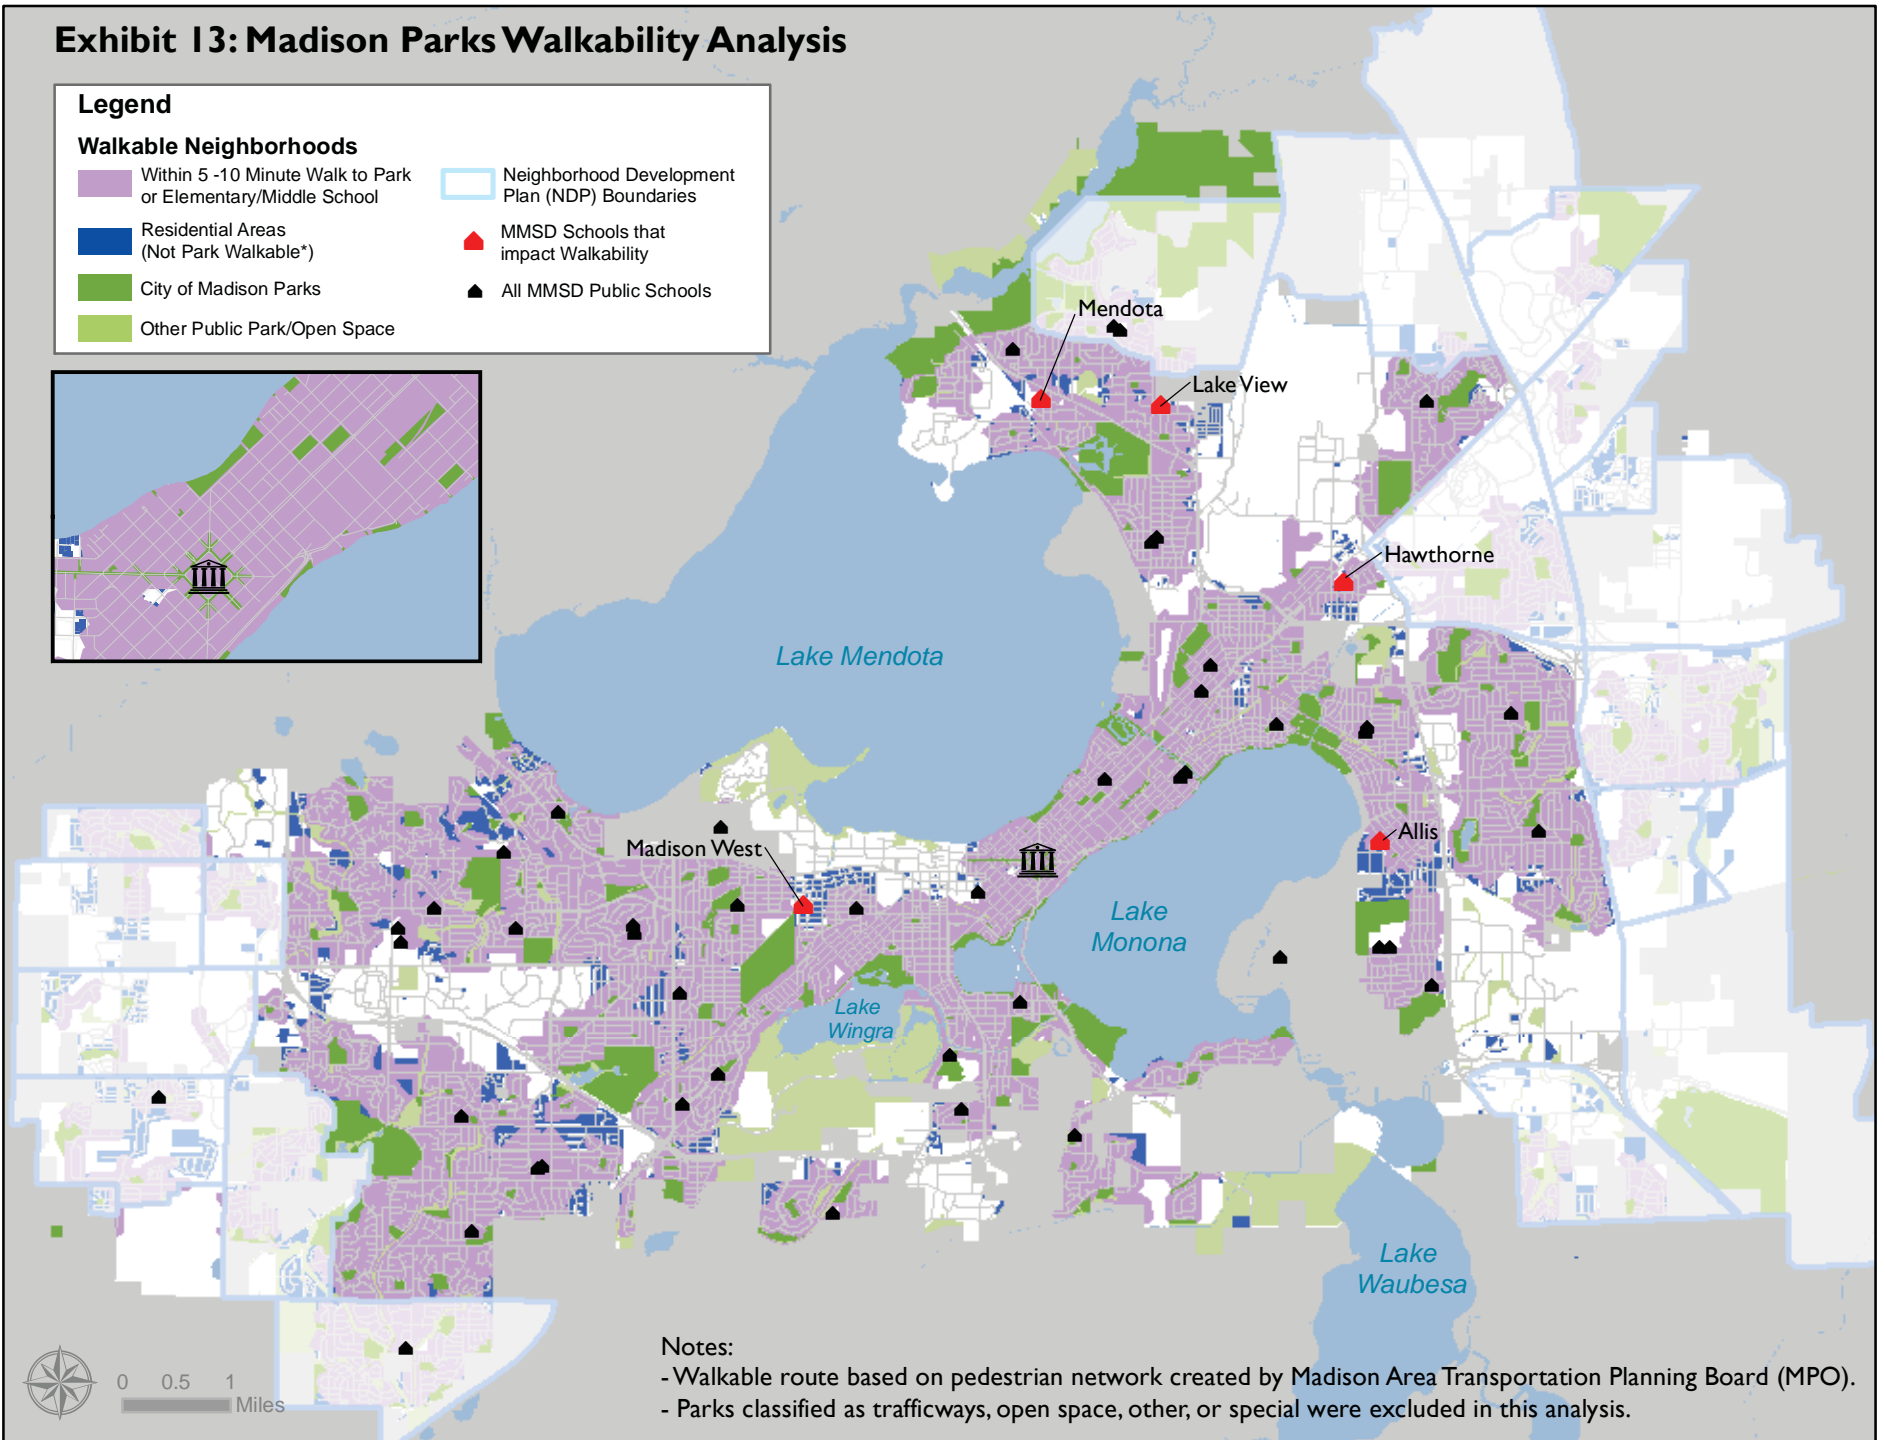 Exhibit 13: Madison Parks Walkability Analysis
Legend
Walkable Neighborhoods
Within 5 -10 Minute Walk to Park
or Elementary/Middle School
Residential Areas
(Not Park Walkable*)
City of Madison Parks
Other Public Park/Open Space
Neighborhood Development
Plan (NDP) Boundaries
MMSD Schools that
impact Walkability
All MMSD Public Schools
Mendota
Lake View
Hawthorne
Lake Mendota
Madison West
Allis
Lake
Monona
Lake
Wingra
Lake
Waubesa
0 0.5 1
Miles
Notes:
- Walkable route based on pedestrian network created by Madison Area Transportation Planning Board (MPO).
- Parks classified as trafficways, open space, other, or special were excluded in this analysis.